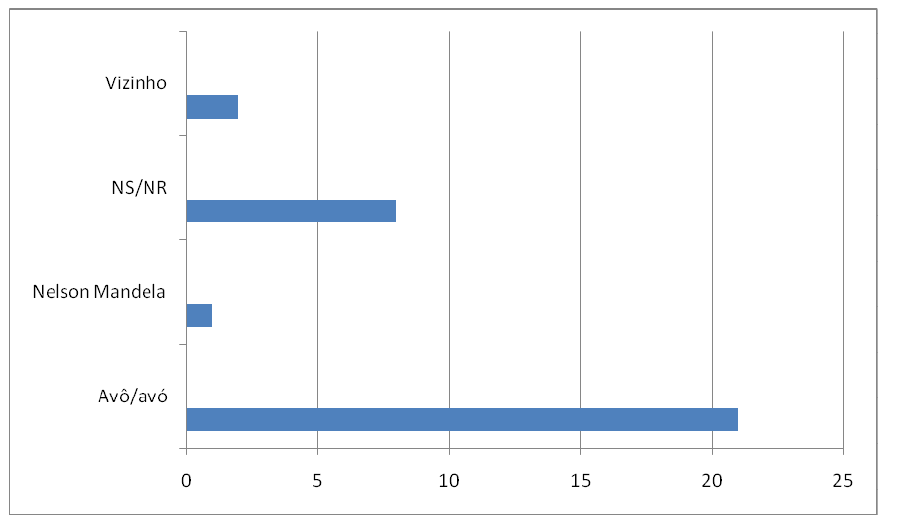 Vizinho
NS/NR
Nelson Mandela
Avô/avó
0 5 10 15 20 25